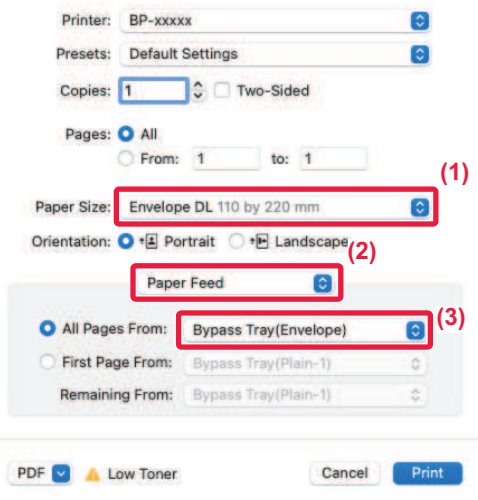 Printer: BP-xxxxx
Presets: Default Settings
Copies: 1 Two-Sided
Pages: All
From: 1 to: 1
(1)
Paper Size: Envelope DL 110 by 220 mm
Orientation: Portrait Landscape
(2)
Paper Feed
(3)
All Pages From: Bypass Tray(Envelope)
First Page From: Bypass Tray(Plain-1)
Remaining From: Bypass Tray(Plain-1)
PDF Low Toner Cancel Print